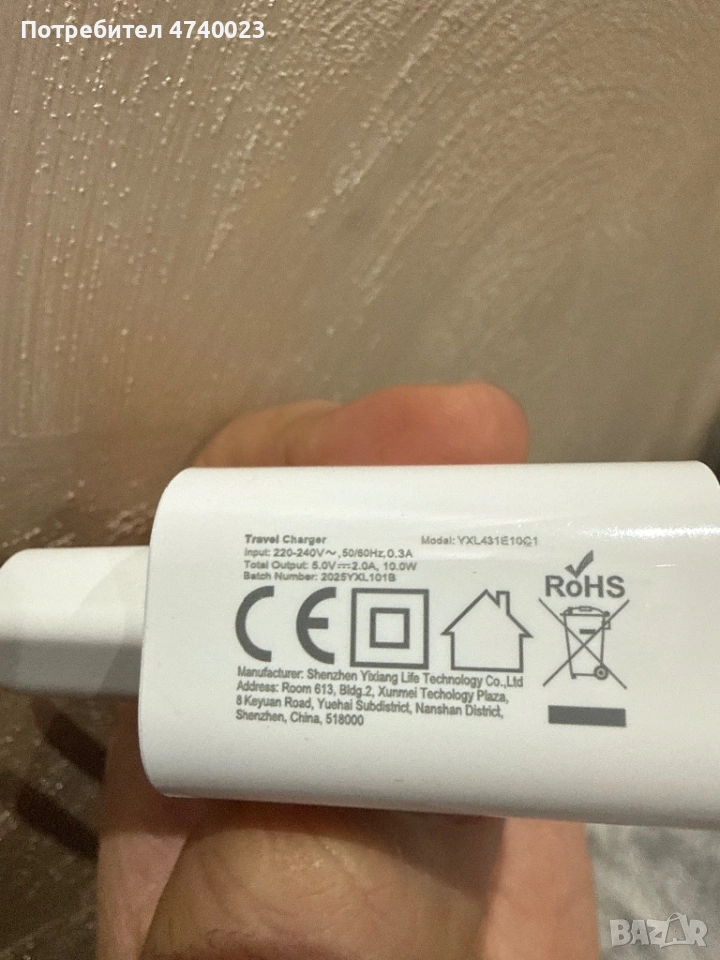 Потребител 4740023
Travel Charger Model: YXL431E10C1
Input: 220-240V~,50/60Hz,0.3A
Total Output: 5.0V⎓2.0A, 10.0W
Batch Number: 2025YXL101B
CE
RoHS
Manufacturer: Shenzhen Yixiang Life Technology Co.,Ltd
Address: Room 613, Bldg.2, Xunmei Techology Plaza,
8 Keyuan Road, Yuehai Subdistrict, Nanshan District,
Shenzhen, China, 518000
BAZAR